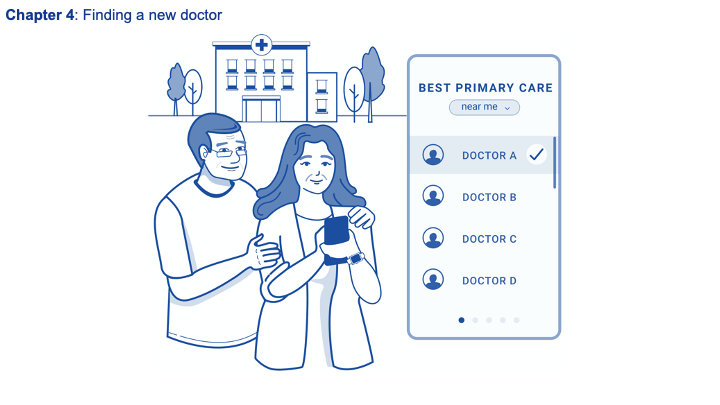 Chapter 4: Finding a new doctor
BEST PRIMARY CARE
near me
DOCTOR A
DOCTOR B
DOCTOR C
DOCTOR D